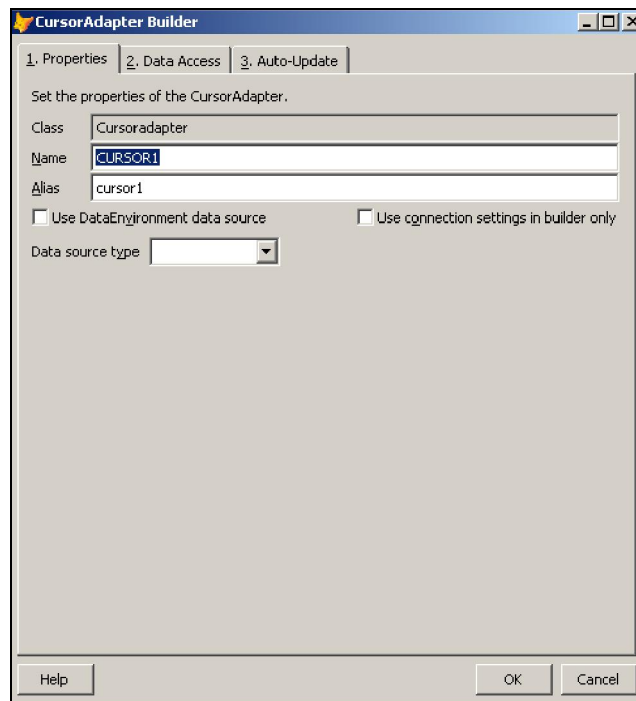 CursorAdapter Builder
1. Properties 2. Data Access 3. Auto-Update
Set the properties of the CursorAdapter.
Class Cursoradapter
Name CURSOR1
Alias cursor1
Use DataEnvironment data source Use connection settings in builder only
Data source type
Help OK Cancel